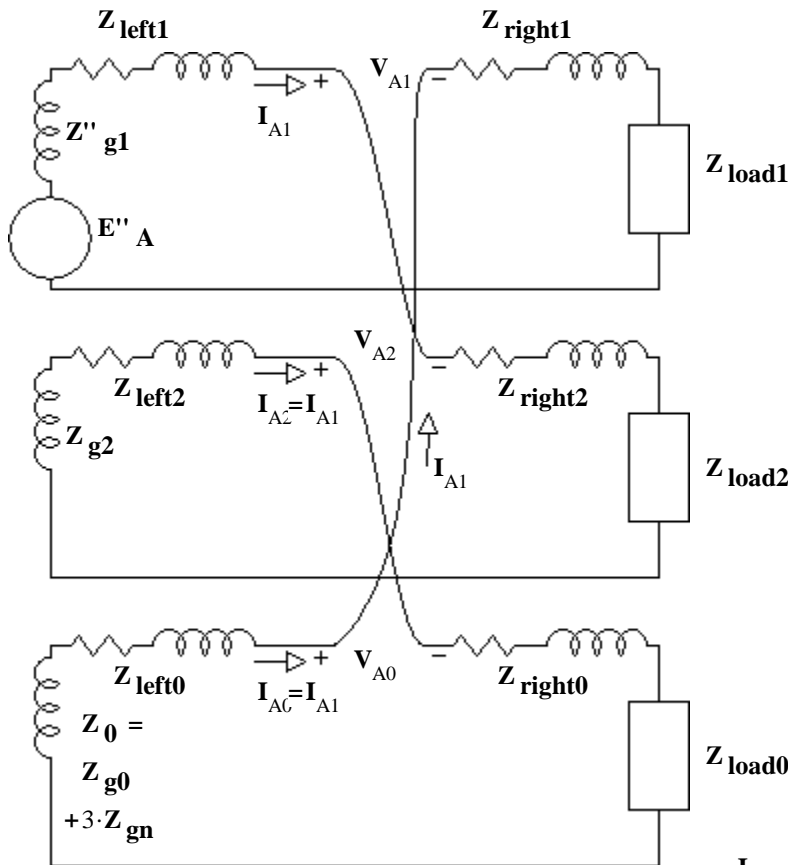 Z left1
Z right1
V A1
+
−
I A1
Z'' g1
Z load1
E'' A
V A2
+
−
Z left2
I A2=I A1
Z right2
Z g2
I A1
Z load2
+
V A0
−
Z left0
I A0=I A1
Z right0
Z 0 =
Z g0
+3·Z gn
Z load0
I